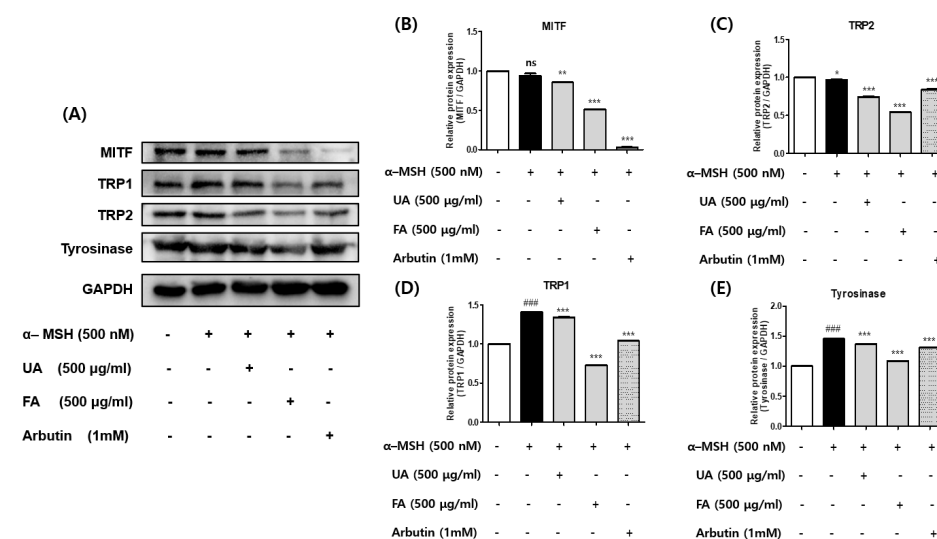 (A)
MITF
TRP1
TRP2
Tyrosinase
GAPDH
α– MSH (500 nM) - + + + +
UA (500 μg/ml) - - + - -
FA (500 μg/ml) - - - + -
Arbutin (1mM) - - - - +
(B)
MITF
Relative protein expression
(MITF / GAPDH)
1.5
1.0
0.5
0.0
ns
**
***
***
α–MSH (500 nM) - + + + +
UA (500 μg/ml) - - + - -
FA (500 μg/ml) - - - + -
Arbutin (1mM) - - - - +
(C)
TRP2
Relative protein expression
(TRP2 / GAPDH)
1.5
1.0
0.5
0.0
*
***
***
***
α–MSH (500 nM) - + + + +
UA (500 μg/ml) - - + - -
FA (500 μg/ml) - - - + -
Arbutin (1mM) - - - - +
(D)
TRP1
Relative protein expression
(TRP1 / GAPDH)
1.5
1.0
0.5
0.0
###
***
***
***
α–MSH (500 nM) - + + + +
UA (500 μg/ml) - - + - -
FA (500 μg/ml) - - - + -
Arbutin (1mM) - - - - +
(E)
Tyrosinase
Relative protein expression
(Tyrosinase / GAPDH)
2.0
1.5
1.0
0.5
0.0
###
***
***
***
α–MSH (500 nM) - + + + +
UA (500 μg/ml) - - + - -
FA (500 μg/ml) - - - + -
Arbutin (1mM) - - - - +